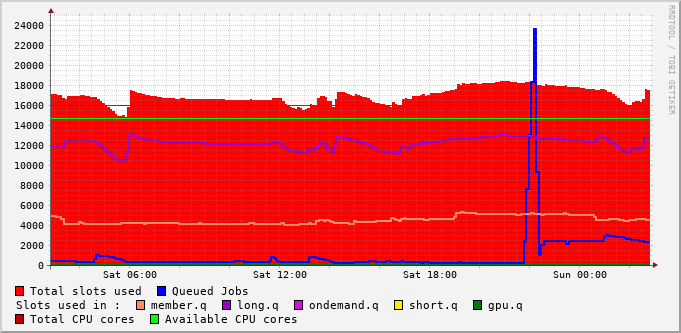 RRDTOOL / TOBI OETIKER
24000
22000
20000
18000
16000
14000
12000
10000
8000
6000
4000
2000
0
Sat 06:00 Sat 12:00 Sat 18:00 Sun 00:00
Total slots used Queued Jobs
Slots used in : member.q long.q ondemand.q short.q gpu.q
Total CPU cores Available CPU cores